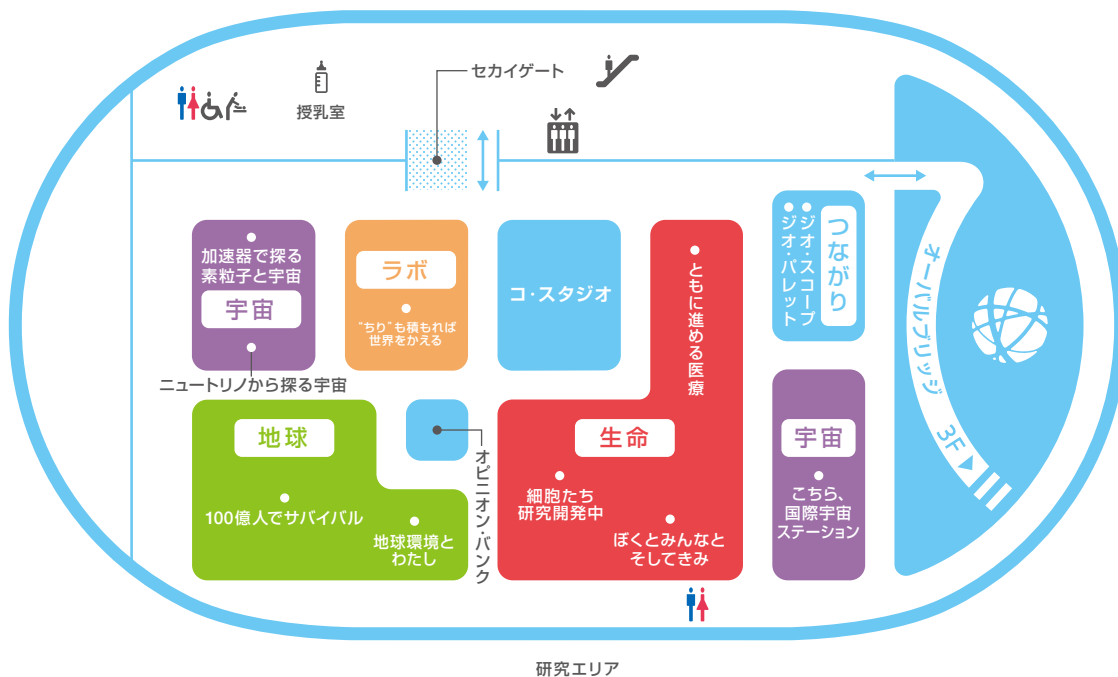 セカイゲート
授乳室
加速器で探る
素粒子と宇宙
宇宙
ニュートリノから探る宇宙
ラボ
“ちり”も積もれば
世界をかえる
コ・スタジオ
ともに進める医療
つながり
ジオ・スコープ
ジオ・パレット
オーバルブリッジ 3F
地球
100億人でサバイバル
地球環境と
わたし
オピニオン・バンク
生命
細胞たち
研究開発中
ぼくとみんなと
そしてきみ
宇宙
こちら、
国際宇宙
ステーション
研究エリア